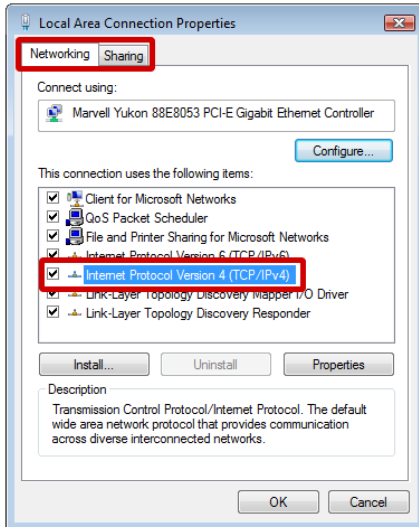 Local Area Connection Properties
Networking Sharing
Connect using:
Marvell Yukon 88E8053 PCI-E Gigabit Ethernet Controller
Configure...
This connection uses the following items:
Client for Microsoft Networks
QoS Packet Scheduler
File and Printer Sharing for Microsoft Networks
Internet Protocol Version 6 (TCP/IPv6)
Internet Protocol Version 4 (TCP/IPv4)
Link-Layer Topology Discovery Mapper I/O Driver
Link-Layer Topology Discovery Responder
Install... Uninstall Properties
Description
Transmission Control Protocol/Internet Protocol. The default
wide area network protocol that provides communication
across diverse interconnected networks.
OK Cancel